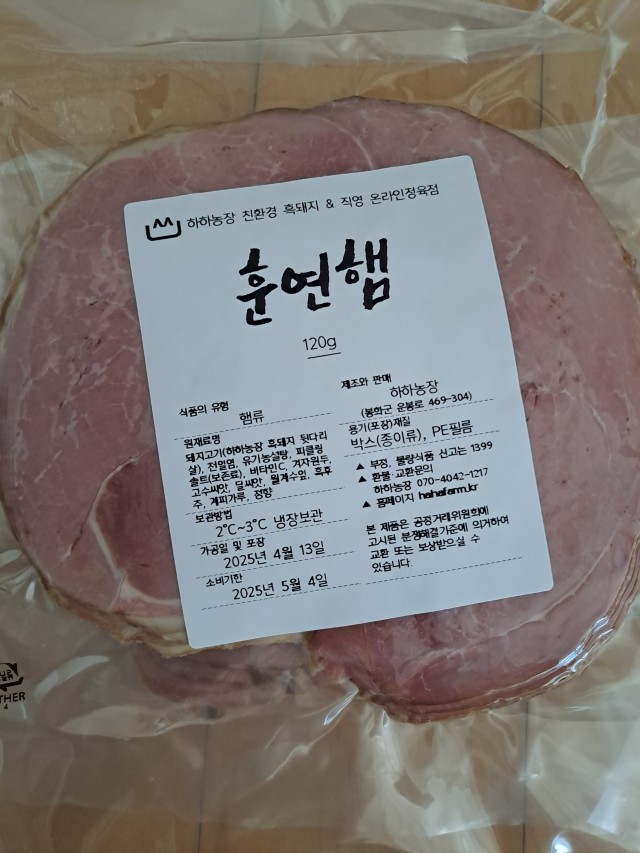 하하농장 친환경 흑돼지 & 직영 온라인정육점
훈연햄
120g
식품의 유형
햄류
원재료명
돼지고기(하하농장 흑돼지 뒷다리
살), 천일염, 유기농설탕, 피클링
솔트(보존료), 비타민C, 겨자원두,
고수씨앗, 딜씨앗, 월계수잎, 흑후
추, 계피가루, 정향
보관방법
2℃~3℃ 냉장보관
가공일 및 포장
2025년 4월 13일
소비기한
2025년 5월 4일
제조와 판매
하하농장
(봉화군 운봉로 469-304)
용기(포장)재질
박스(종이류), PE필름
▲ 부정, 불량식품 신고는 1399
▲ 환불·교환문의
하하농장 070-4042-1217
▲ 홈페이지 hahafarm.kr
본 제품은 공정거래위원회에
고시된 분쟁해결기준에 의거하여
교환 또는 보상받으실 수
있습니다.
THER